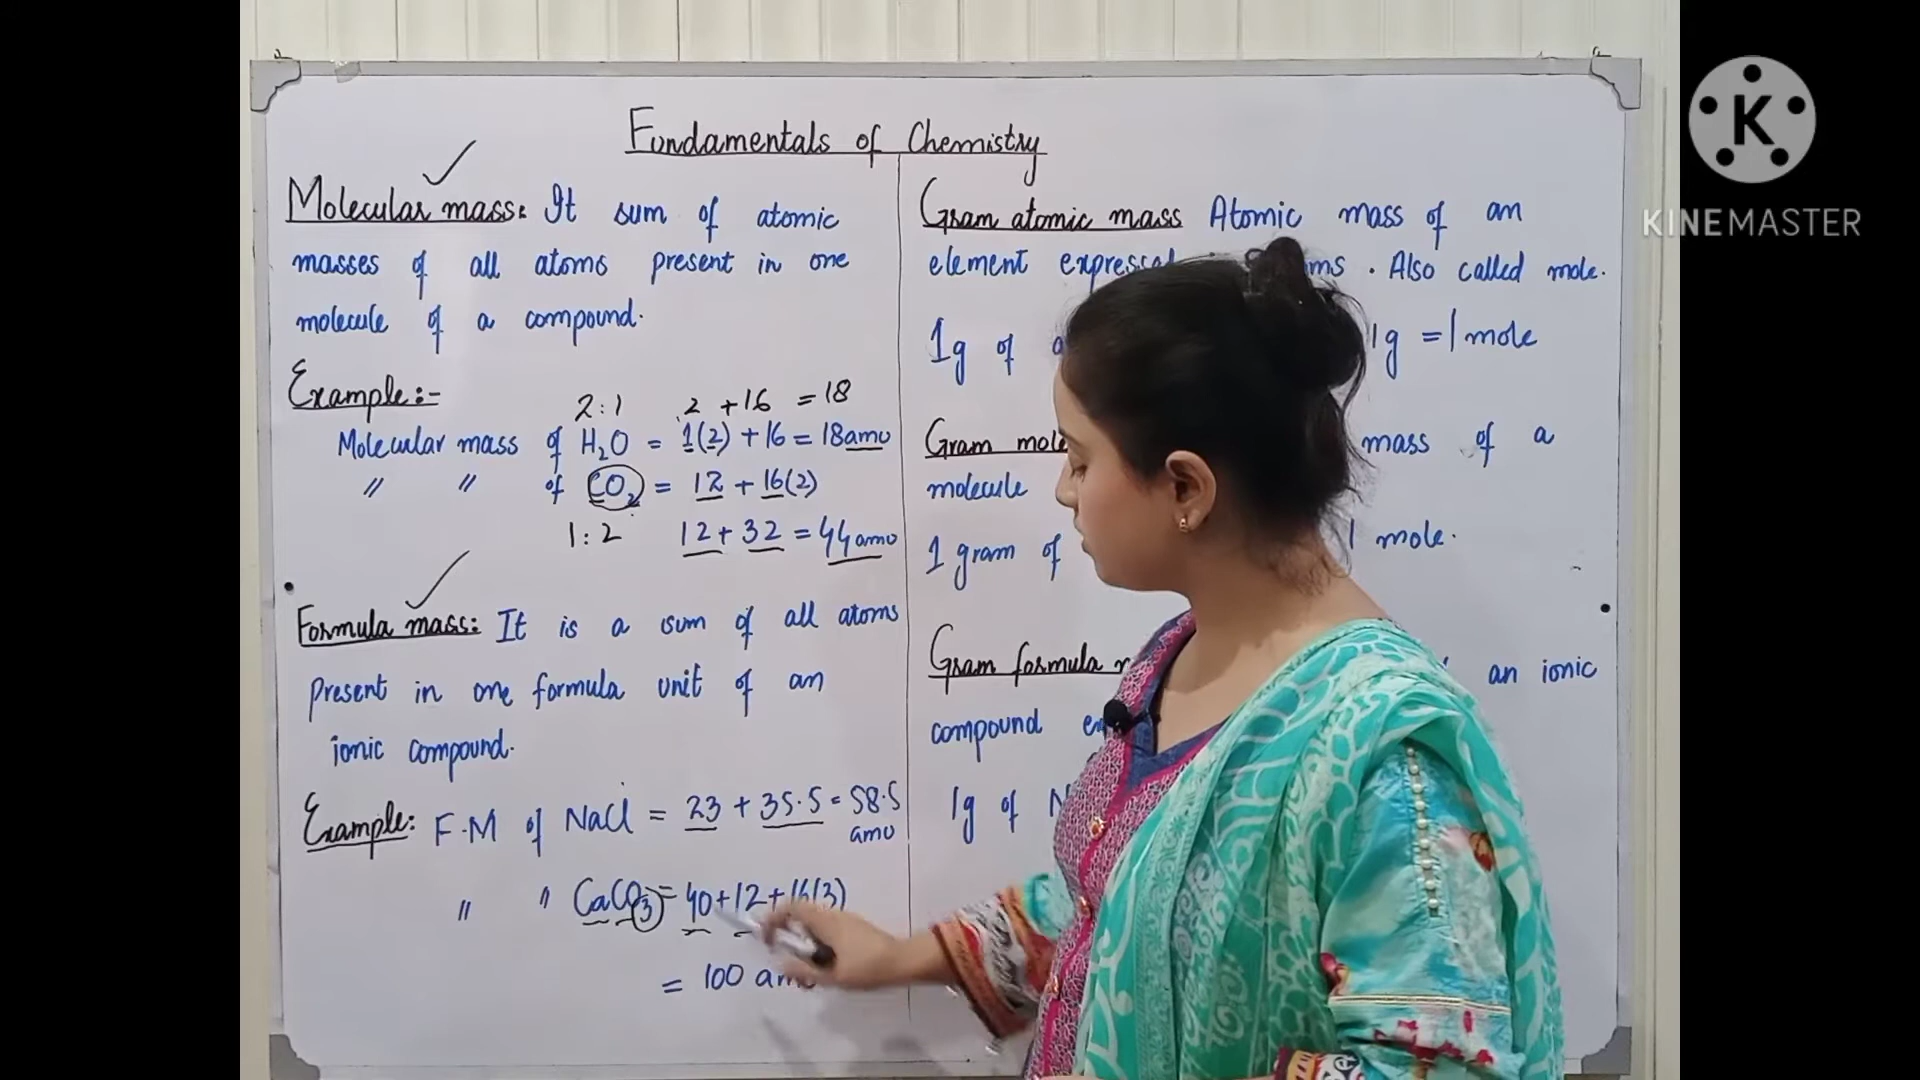 Fundamentals of Chemistry
Molecular mass: It sum of atomic
masses of all atoms present in one
molecule of a compound.
Example:-
2:1 2 +16 = 18
Molecular mass of H₂O = 1(2) + 16 = 18amu
" " of CO₂ = 12 + 16(2)
1:2 12 + 32 = 44amu
Formula mass: It is a sum of all atoms
present in one formula unit of an
ionic compound.
Example: F.M of NaCl = 23 + 35.5 = 58.5
amu
" " CaCO₃ = 40+12+16(3)
= 100
Gram atomic mass Atomic mass of an
element . Also called mole.
1g of 1g = 1 mole
Gram mass of a
molecule
1 gram of 1 mole.
Gram formula an ionic
compound
1g of
K
KINEMASTER